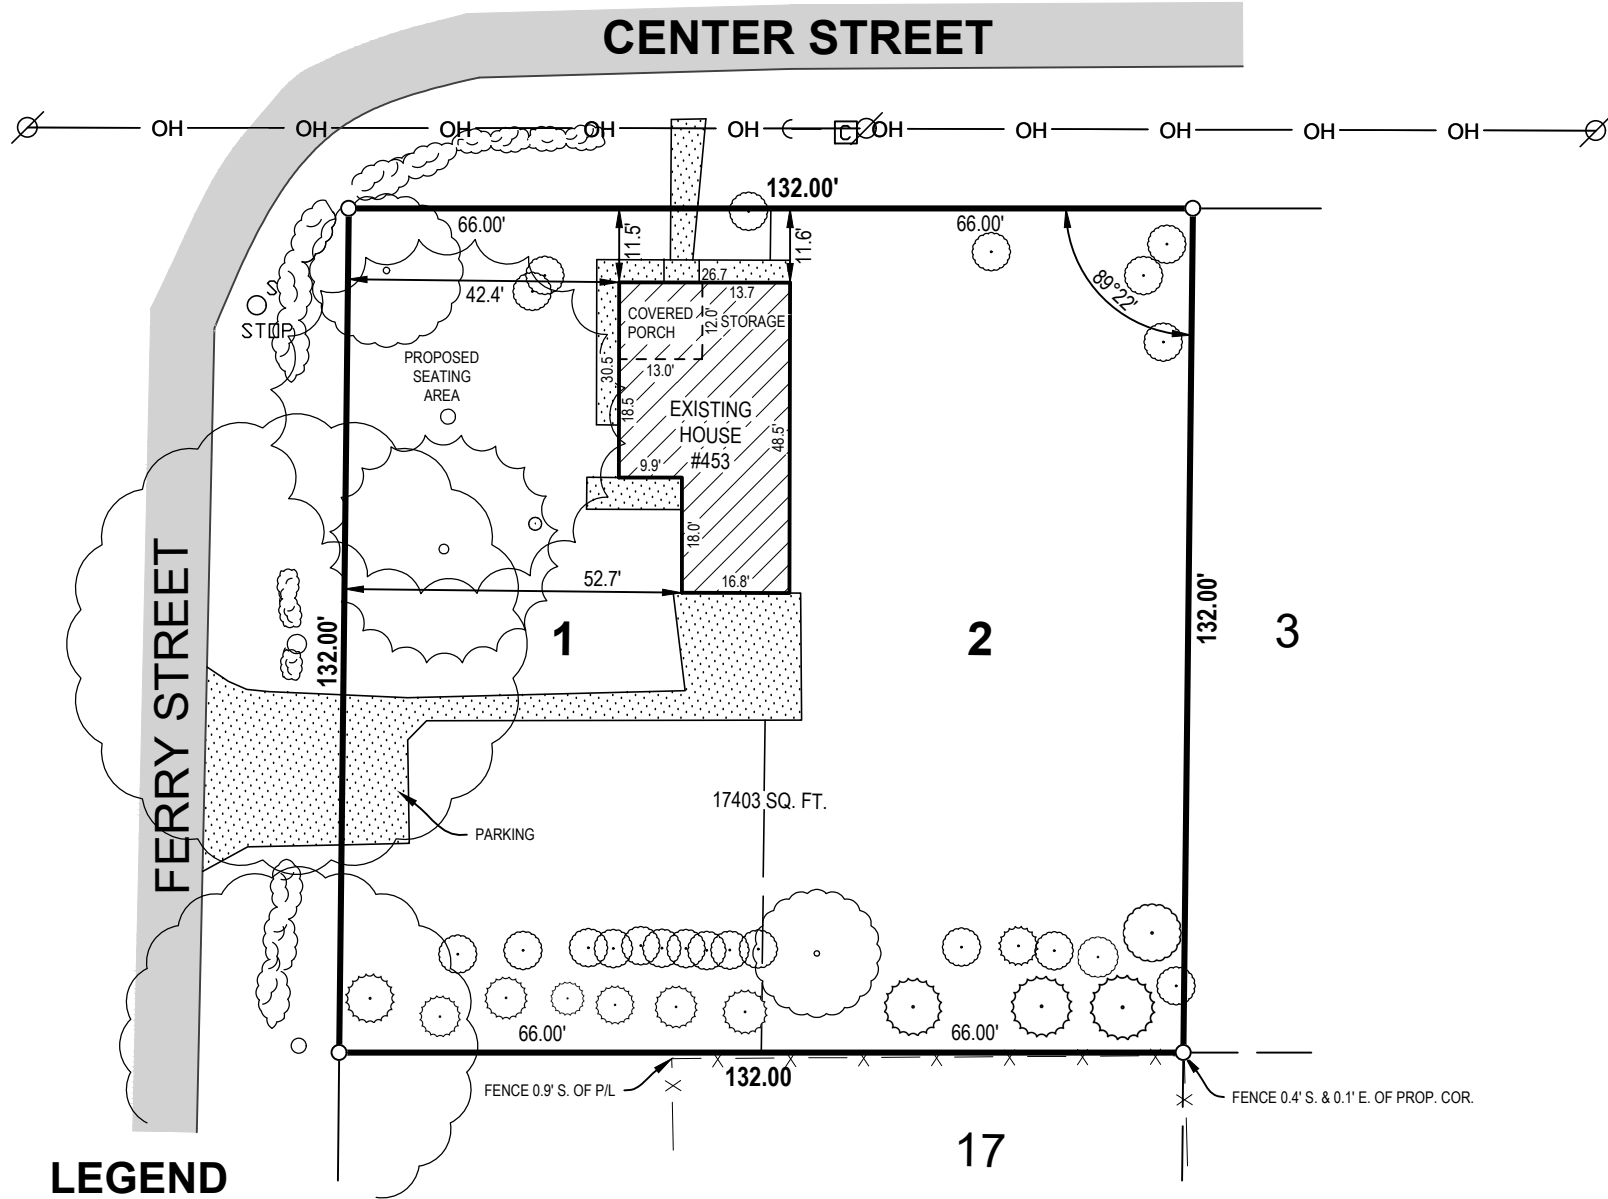 CENTER STREET
OH OH OH OH OH C OH OH OH OH OH
132.00'
66.00'
66.00'
11.5'
11.6'
89°22'
S
STOP
42.4'
26.7
13.7
COVERED
PORCH
12.0'
STORAGE
13.0'
30.5'
18.5'
PROPOSED
SEATING
AREA
EXISTING
HOUSE
#453
48.5'
9.9'
18.0'
16.8'
52.7'
132.00'
132.00'
1
2
3
FERRY STREET
17403 SQ. FT.
PARKING
66.00'
66.00'
132.00
FENCE 0.9' S. OF P/L
FENCE 0.4' S. & 0.1' E. OF PROP. COR.
17
LEGEND